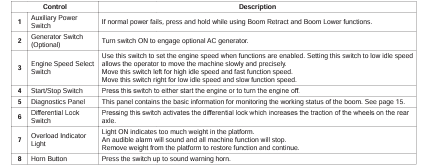 Control Description
1 Auxiliary Power Switch If normal power fails, press and hold while using Boom Retract and Boom Lower functions.
2 Generator Switch (Optional) Turn switch ON to engage optional AC generator.
3 Engine Speed Select Switch Use this switch to set the engine speed when functions are enabled. Setting this switch to low idle speed
allows the operator to move the machine slowly and precisely.
Move this switch left for high idle speed and fast function speed.
Move this switch right for low idle speed and slow function speed.
4 Start/Stop Switch Press this switch to either start the engine or to turn the engine off.
5 Diagnostics Panel This panel contains the basic information for monitoring the working status of the boom. See page 15.
6 Differential Lock Switch Pressing this switch activates the differential lock which increases the traction of the wheels on the rear
axle.
7 Overload Indicator Light Light ON indicates too much weight in the platform.
An audible alarm will sound and all machine function will stop.
Remove weight from the platform to restore function and continue.
8 Horn Button Press the switch up to sound warning horn.